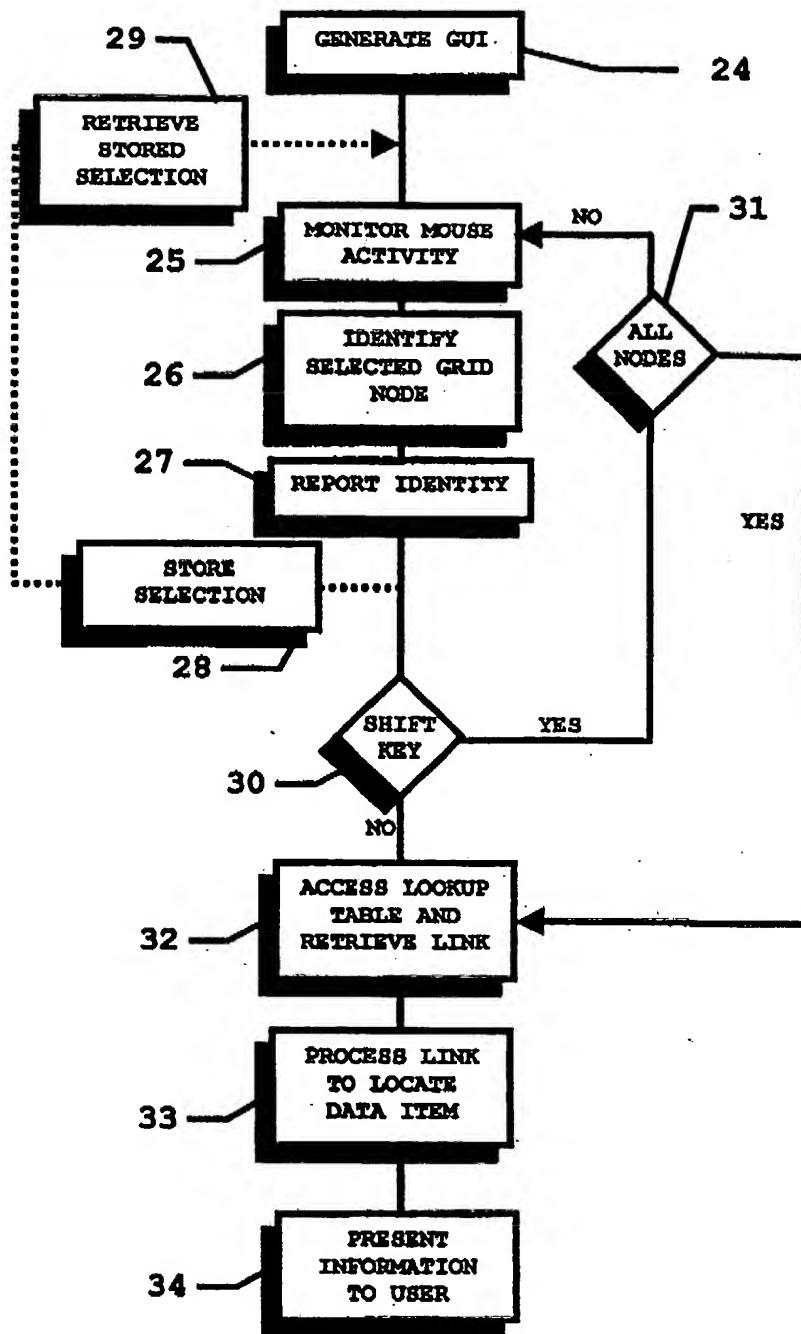 29
GENERATE GUI
24
RETRIEVE
STORED
SELECTION
MONITOR MOUSE
ACTIVITY
25
NO
31
IDENTIFY
SELECTED GRID
NODE
26
ALL
NODES
27
REPORT IDENTITY
YES
STORE
SELECTION
28
SHIFT
KEY
YES
30
NO
ACCESS LOOKUP
TABLE AND
RETRIEVE LINK
32
PROCESS LINK
TO LOCATE
DATA ITEM
33
PRESENT
INFORMATION
TO USER
34